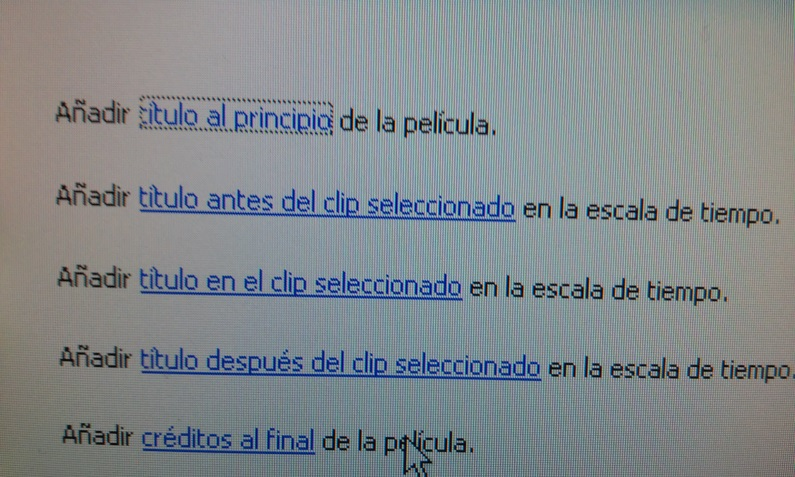 Añadir título al principio de la película.
Añadir título antes del clip seleccionado en la escala de tiempo.
Añadir título en el clip seleccionado en la escala de tiempo.
Añadir título después del clip seleccionado en la escala de tiempo.
Añadir créditos al final de la película.